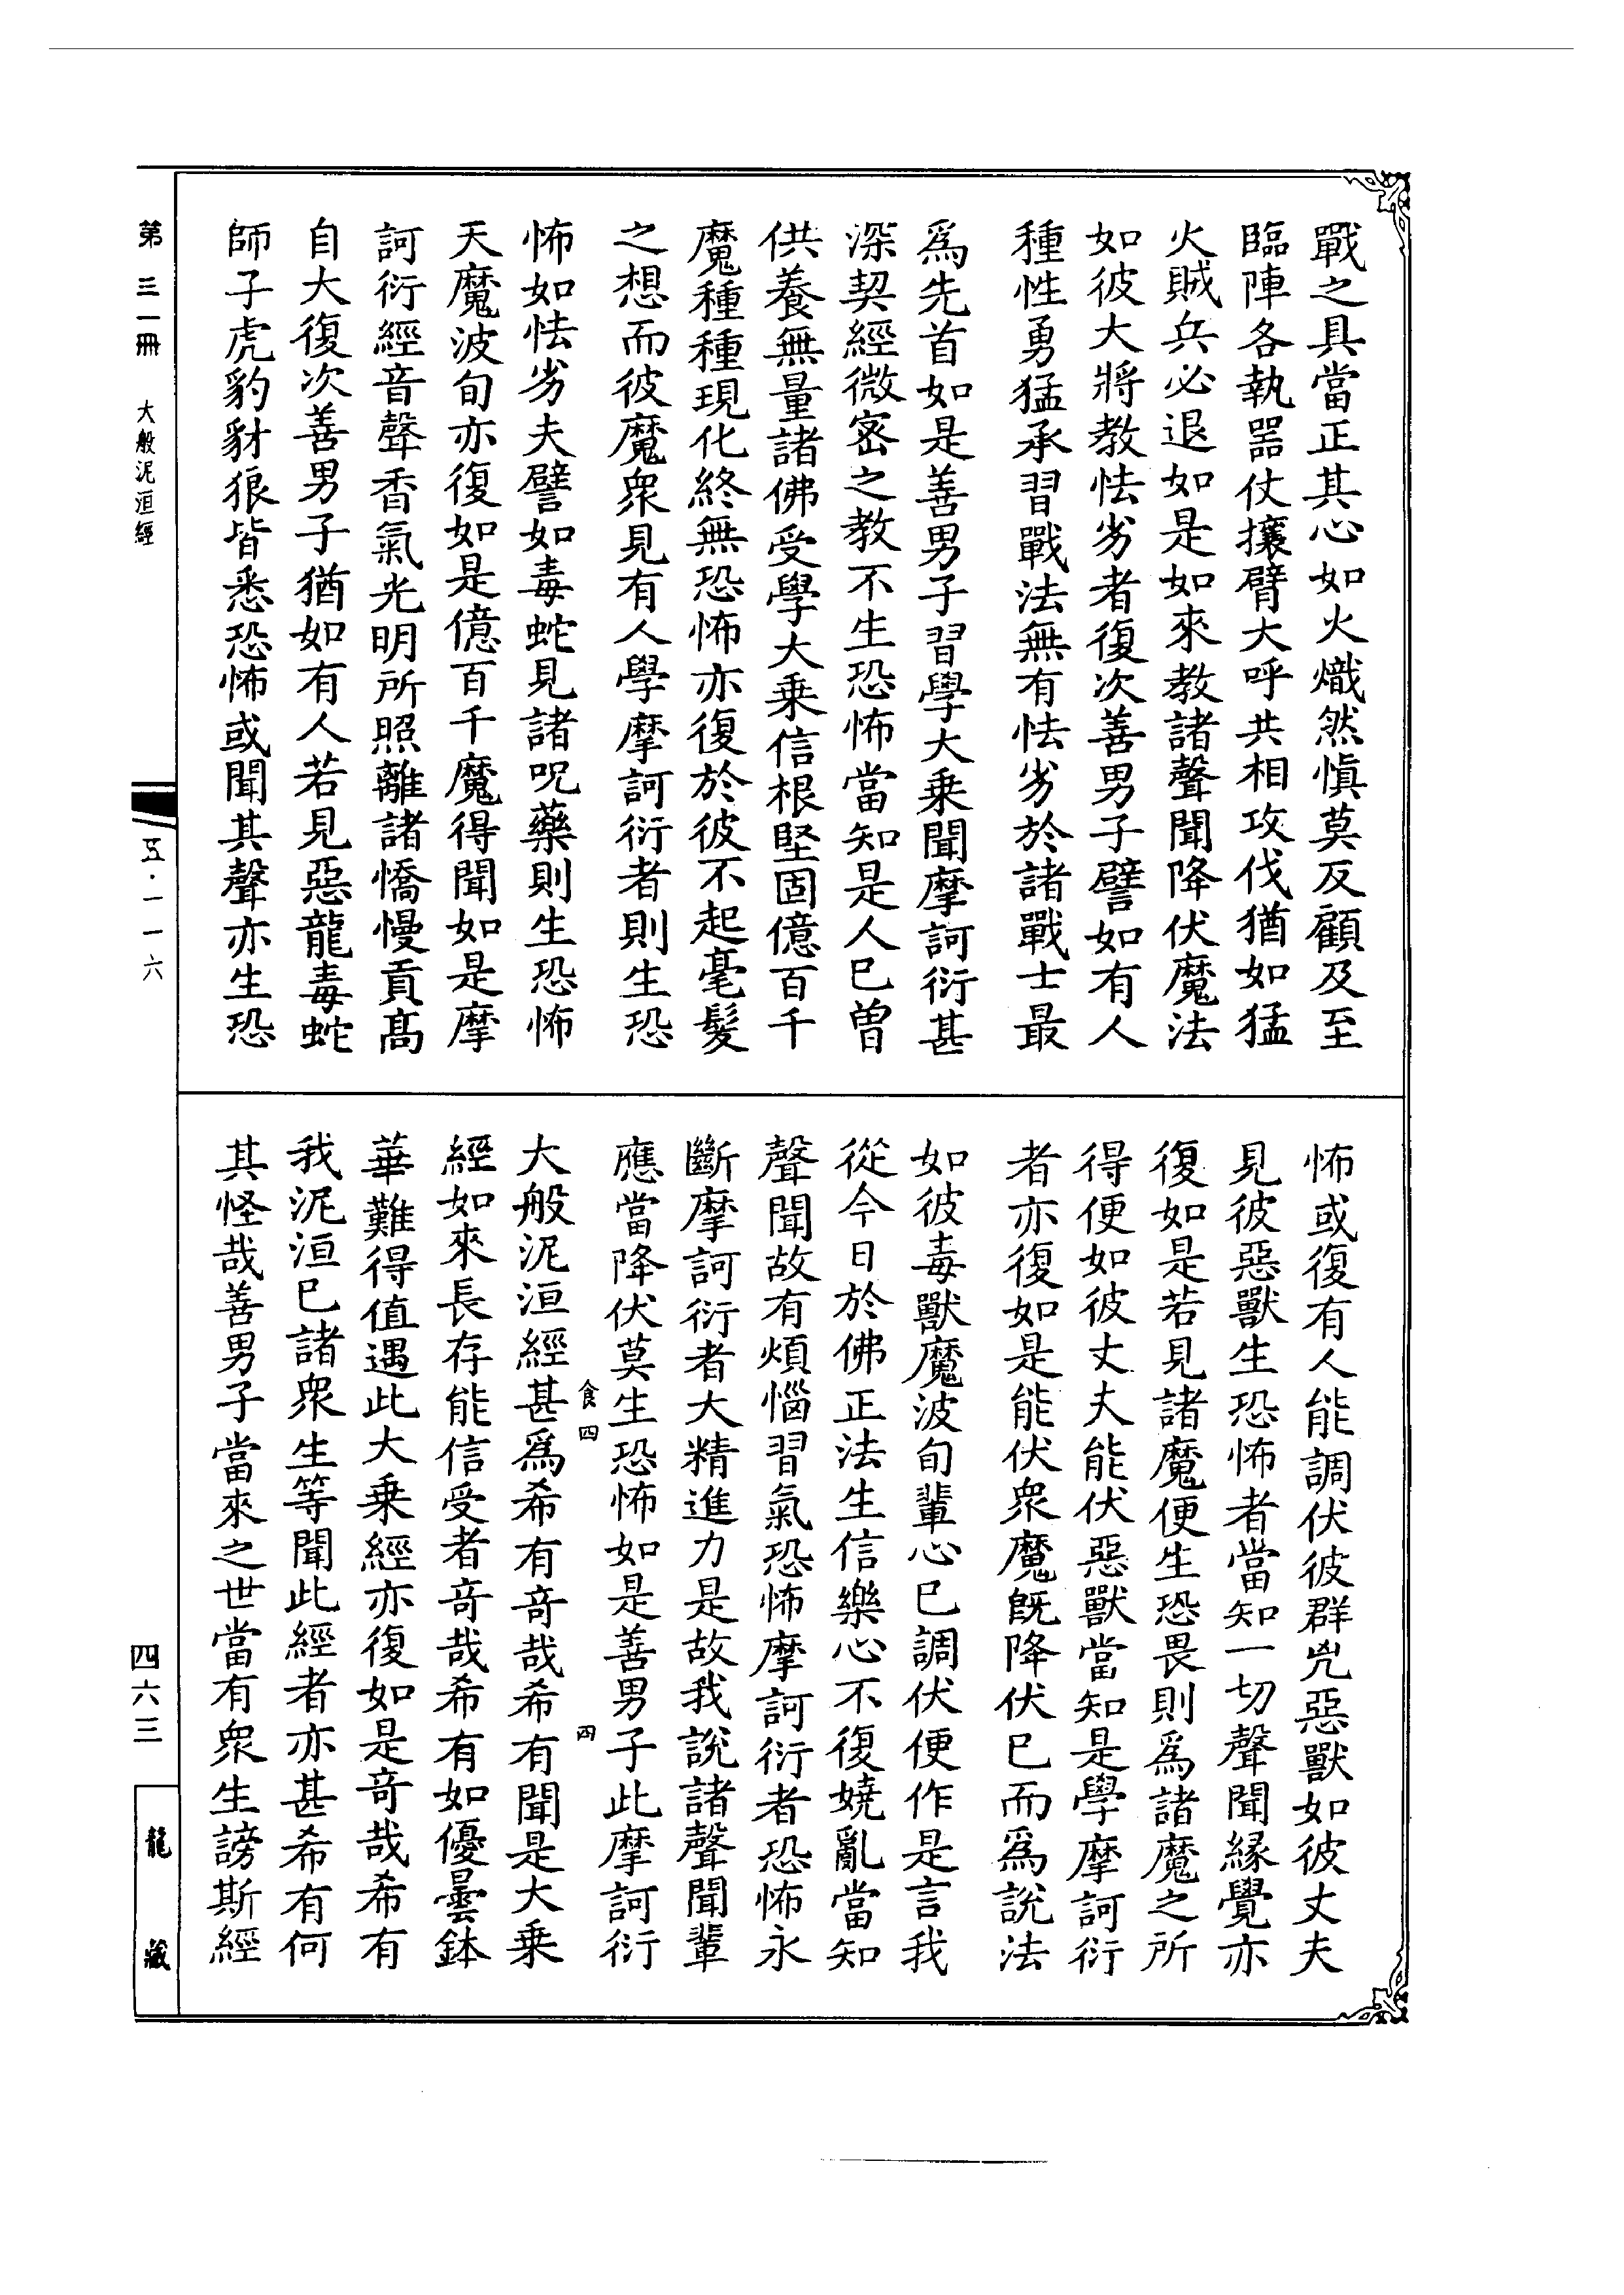 戰之具當正其心如火熾然慎莫反顧及至
臨陣各執器仗攘臂大呼共相攻伐猶如猛
火賊兵必退如是如來教諸聲聞降伏魔法
如彼大將教怯劣者復次善男子譬如有人
種性勇猛承習戰法無有怯劣於諸戰士最
爲先首如是善男子習學大乗聞摩訶衍甚
深契經微密之教不生恐怖當知是人已曽
供養無量諸佛受學大乗信根堅固億百千
魔種種現化終無恐怖亦復於彼不起毫髮
之想而彼魔衆見有人學摩訶衍者則生恐
怖如怯劣夫譬如毒蛇見諸呪藥則生恐怖
天魔波旬亦復如是億百千魔得聞如是摩
訶衍經音聲香氣光明所照離諸憍慢貢髙
自大復次善男子猶如有人若見惡龍毒蛇
師子虎豹豺狼皆悉恐怖或聞其聲亦生恐
怖或復有人能調伏彼群兇惡獸如彼丈夫
見彼惡獸生恐怖者當知一切聲聞緣覺亦
復如是若見諸魔便生恐畏則爲諸魔之所
得便如彼丈夫能伏惡獸當知是學摩訶衍
者亦復如是能伏衆魔旣降伏已而爲說法
如彼毒獸魔波旬輩心已調伏便作是言我
從今日於佛正法生信樂心不復嬈亂當知
聲聞故有煩惱習氣恐怖摩訶衍者恐怖永
斷摩訶衍者大精進力是故我說諸聲聞輩
應當降伏莫生恐怖如是善男子此摩訶衍
食四
四
大般泥洹經甚爲希有竒哉希有聞是大乗
經如來長存能信受者竒哉希有如優曇鉢
華難得值遇此大乗經亦復如是竒哉希有
我泥洹已諸衆生等聞此經者亦甚希有何
其怪哉善男子當來之世當有衆生謗斯經
第三一冊
大般泥洹經
五·一一六
四六三
龍藏